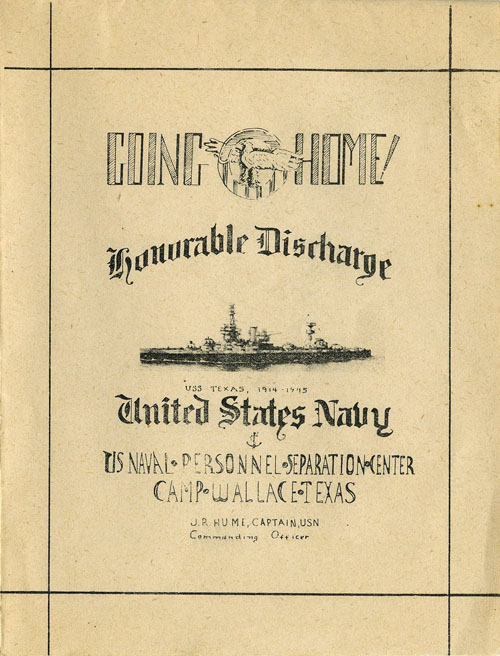 GOING HOME!
Honorable Discharge
USS TEXAS, 1914-1945
United States Navy
US NAVAL • PERSONNEL • SEPARATION • CENTER
CAMP • WALLACE • TEXAS
J.R. HUME, CAPTAIN, USN
Commanding Officer